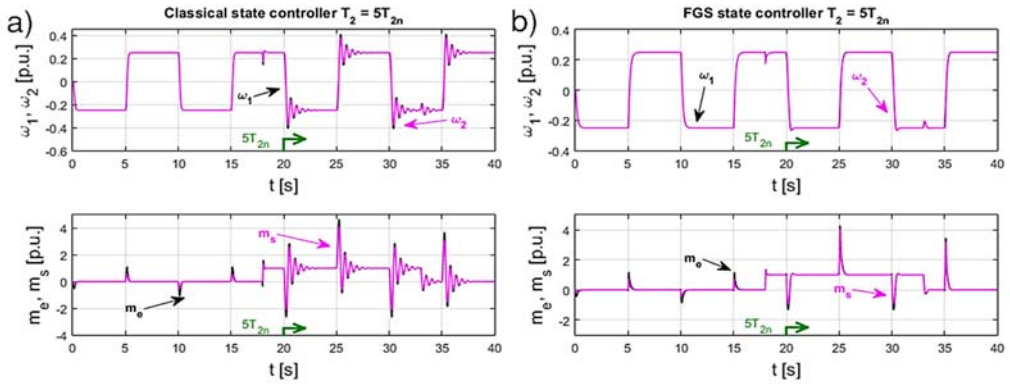 a)
Classical state controller T₂ = 5T₂ₙ
ω₁, ω₂ [p.u.]
0.4
0.2
0
-0.2
-0.4
-0.6
ω₁
ω₂
5T₂ₙ
0 5 10 15 20 25 30 35 40
t [s]
mₑ, mₛ [p.u.]
4
2
0
-2
-4
mₛ
mₑ
5T₂ₙ
0 5 10 15 20 25 30 35 40
t [s]
b)
FGS state controller T₂ = 5T₂ₙ
ω₁, ω₂ [p.u.]
0.2
0
-0.2
-0.4
ω₁
ω₂
5T₂ₙ
0 5 10 15 20 25 30 35 40
t [s]
mₑ, mₛ [p.u.]
4
2
0
-2
mₑ
mₛ
5T₂ₙ
0 5 10 15 20 25 30 35 40
t [s]